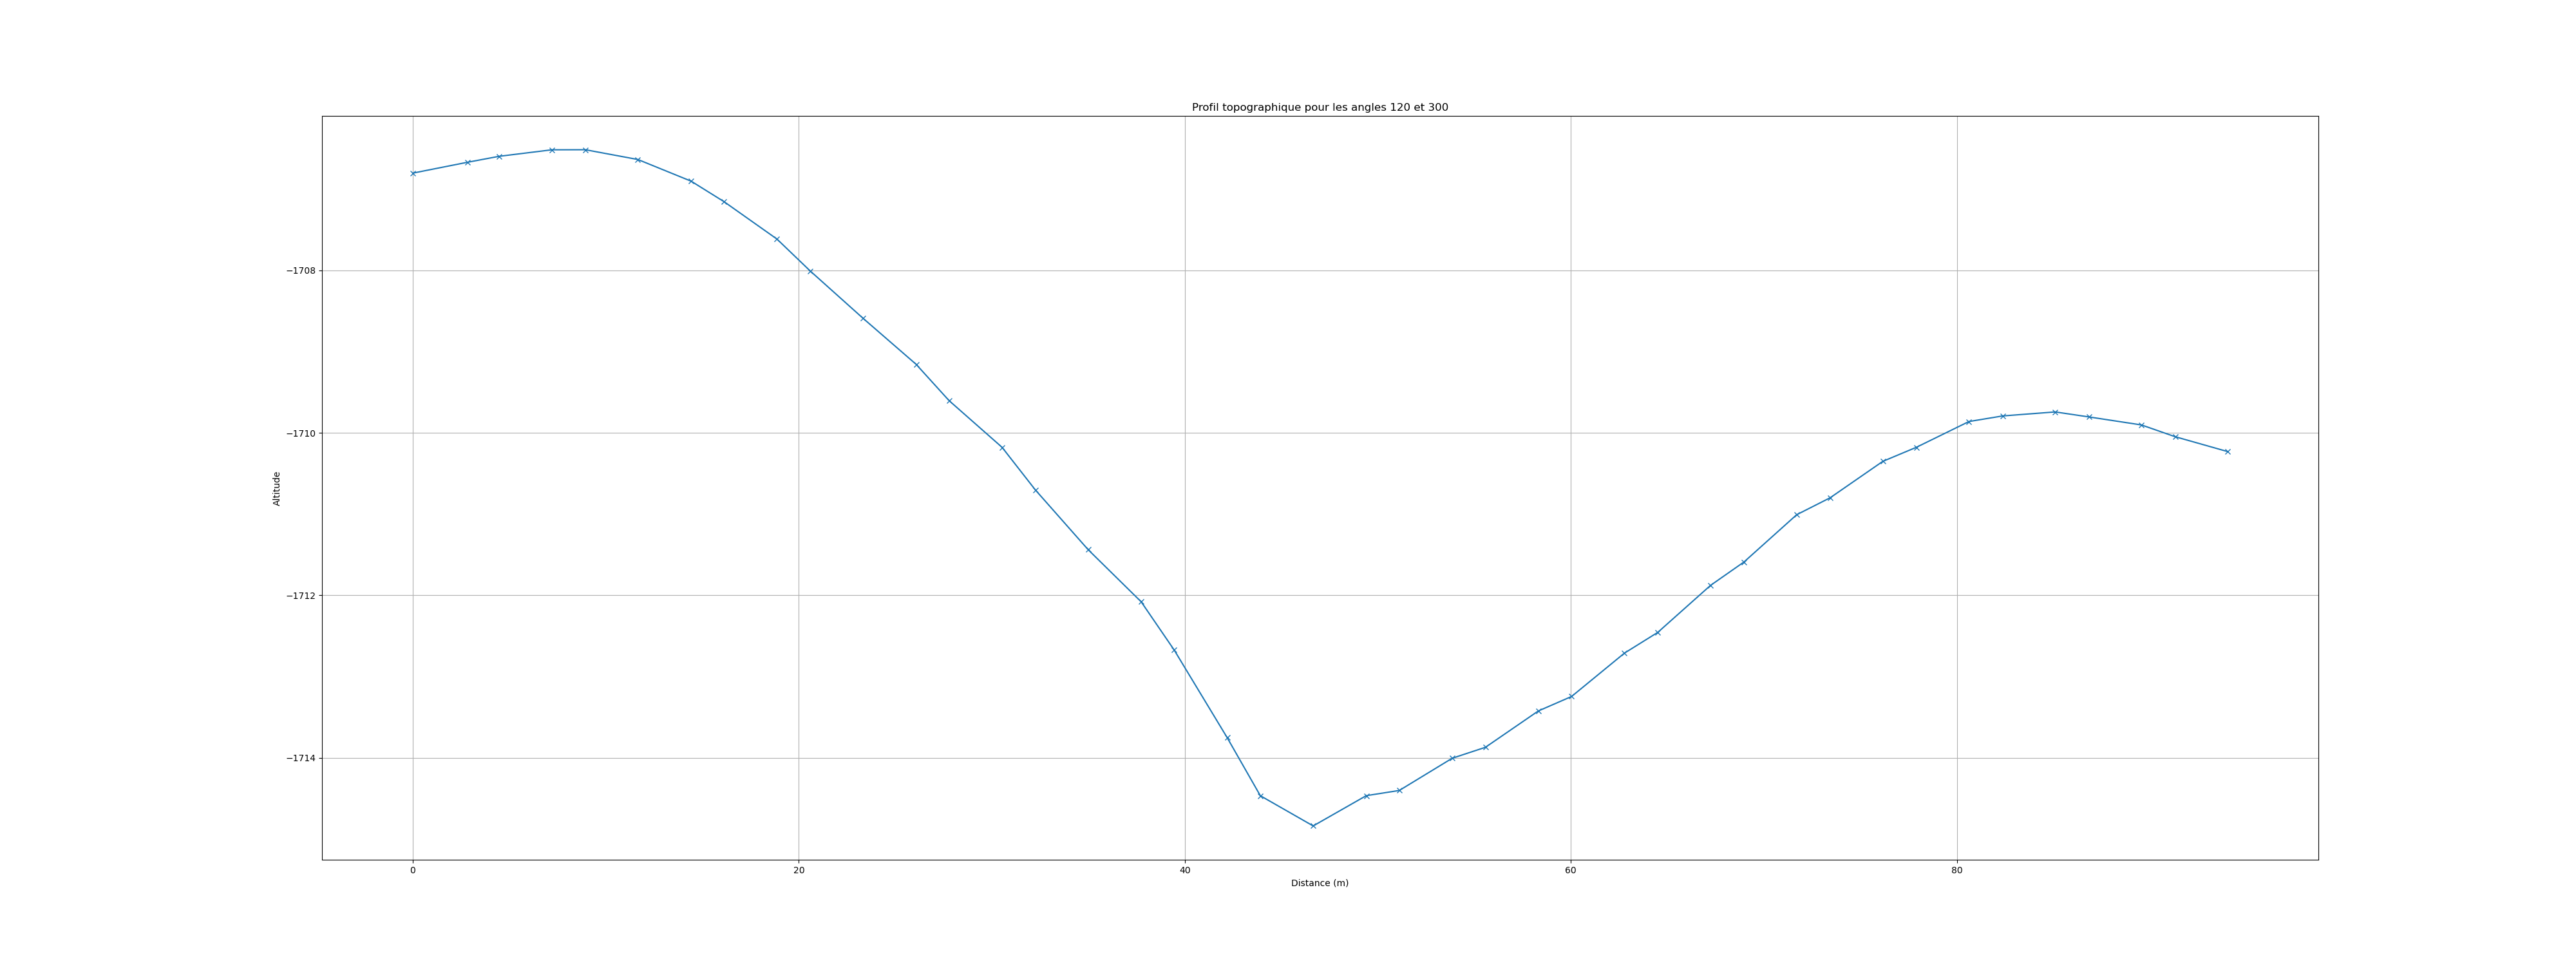 Profil topographique pour les angles 120 et 300
−1708
−1710
−1712
−1714
Altitude
0 20 40 60 80
Distance (m)